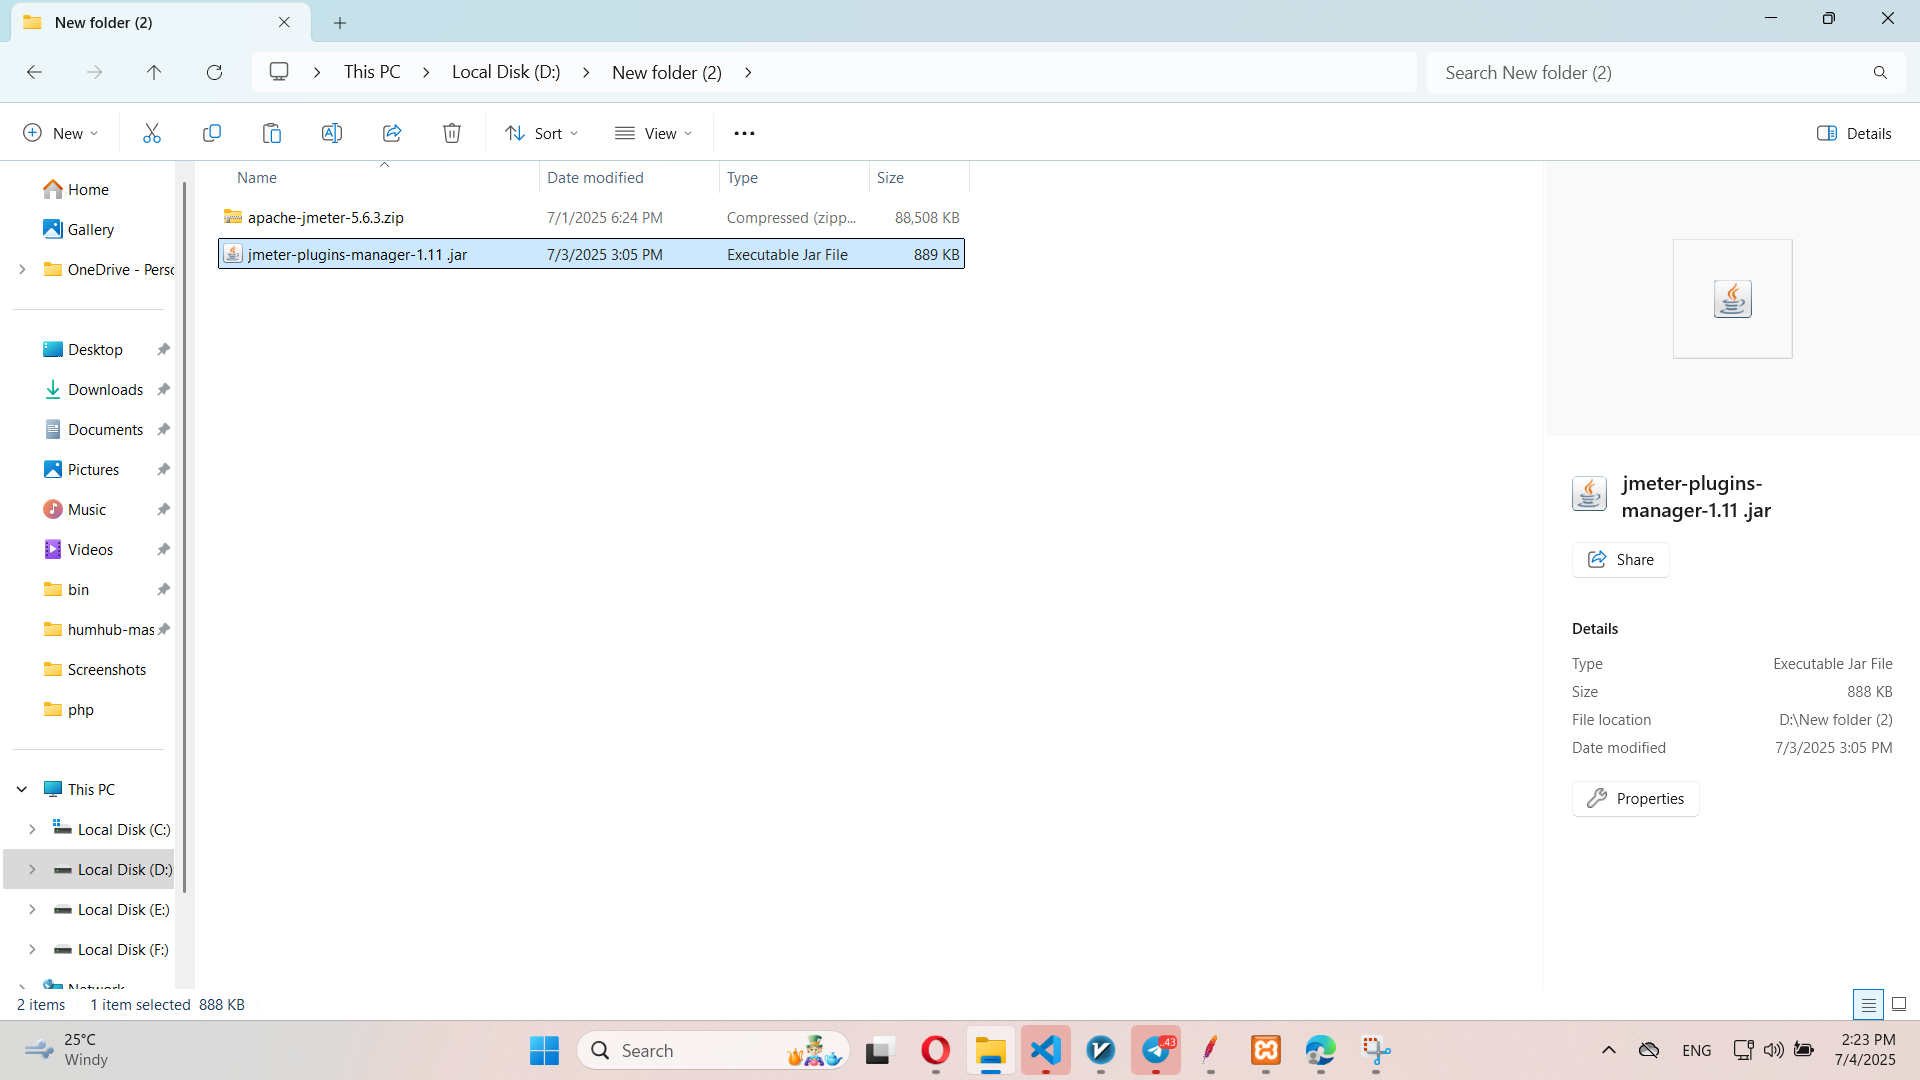 New folder (2)
This PC
Local Disk (D:)
New folder (2)
Search New folder (2)
New
Sort
View
Details
Name
Date modified
Type
Size
apache-jmeter-5.6.3.zip
7/1/2025 6:24 PM
Compressed (zipp...
88,508 KB
jmeter-plugins-manager-1.11 .jar
7/3/2025 3:05 PM
Executable Jar File
889 KB
Home
Gallery
OneDrive - Perso
Desktop
Downloads
Documents
Pictures
Music
Videos
bin
humhub-mas
Screenshots
php
This PC
Local Disk (C:)
Local Disk (D:)
Local Disk (E:)
Local Disk (F:)
Network
jmeter-plugins-
manager-1.11 .jar
Share
Details
Type
Executable Jar File
Size
888 KB
File location
D:\New folder (2)
Date modified
7/3/2025 3:05 PM
Properties
2 items
1 item selected 888 KB
25°C
Windy
Search
43
ENG
2:23 PM
7/4/2025